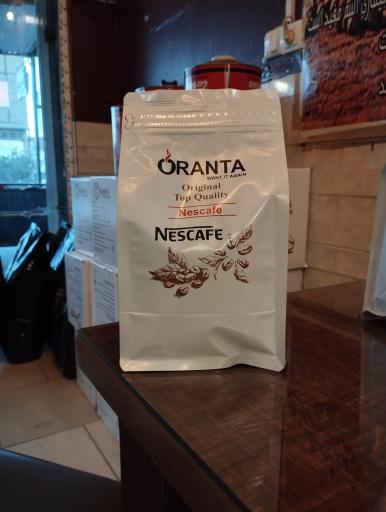 ORANTA
WANT IT AGAIN
Original
Top Quality
Nescafe
NESCAFE